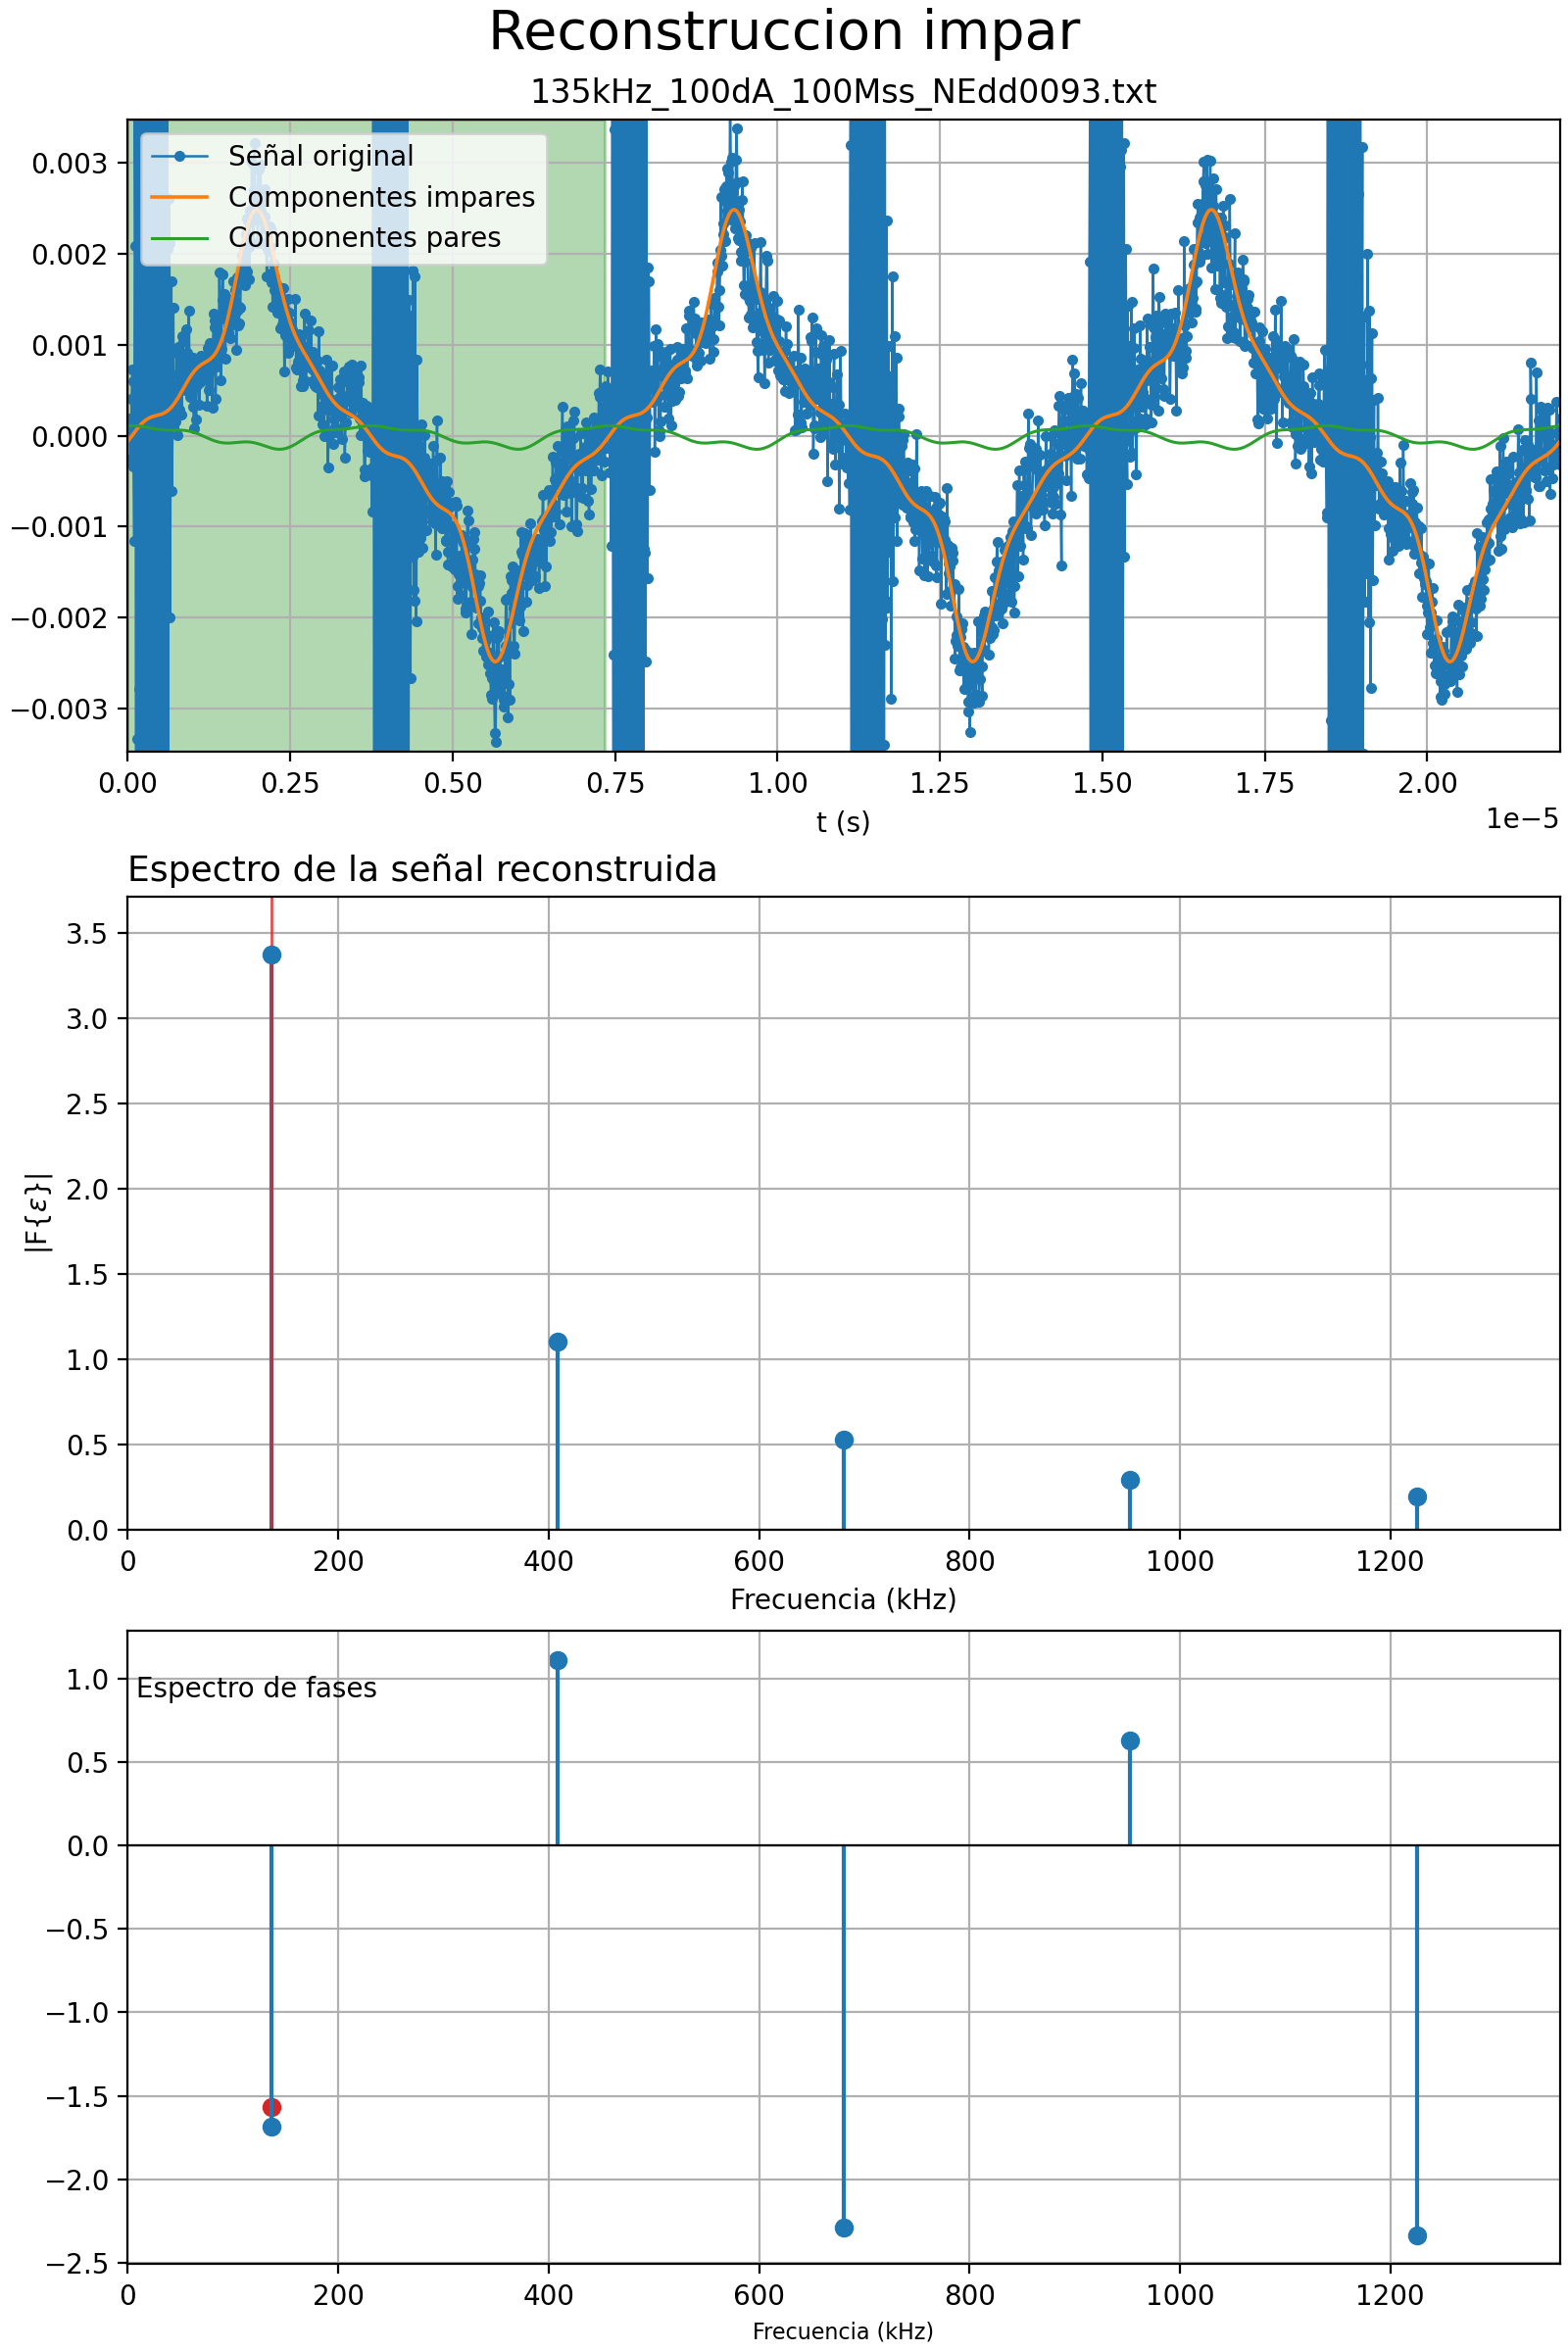 Reconstruccion impar
135kHz_100dA_100Mss_NEdd0093.txt
Señal original
Componentes impares
Componentes pares
0.003
0.002
0.001
0.000
−0.001
−0.002
−0.003
0.00 0.25 0.50 0.75 1.00 1.25 1.50 1.75 2.00
1e−5
t (s)
Espectro de la señal reconstruida
3.5
3.0
2.5
2.0
1.5
1.0
0.5
0.0
|F{ε}|
0 200 400 600 800 1000 1200
Frecuencia (kHz)
Espectro de fases
1.0
0.5
0.0
−0.5
−1.0
−1.5
−2.0
−2.5
0 200 400 600 800 1000 1200
Frecuencia (kHz)